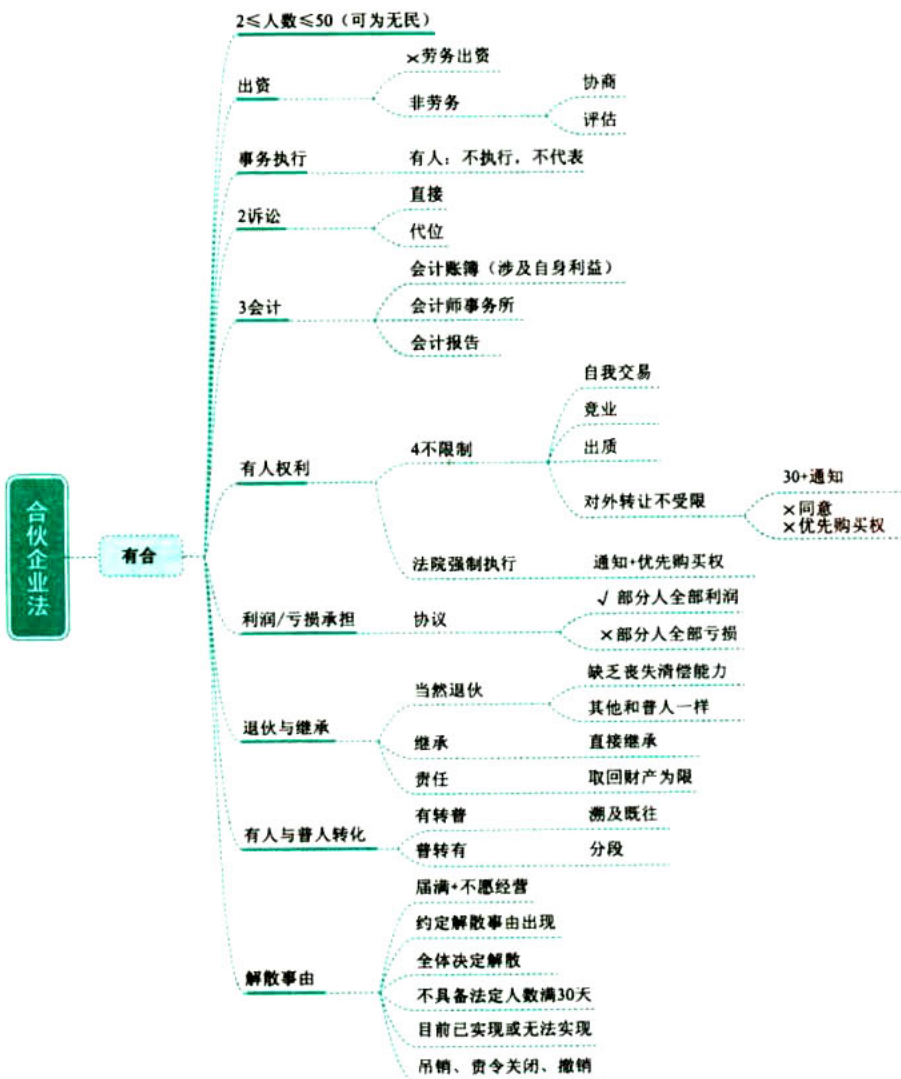 合伙企业法
有合
2≤人数≤50（可为无民）
出资
×劳务出资
非劳务
协商
评估
事务执行
有人：不执行，不代表
2诉讼
直接
代位
3会计
会计账簿（涉及自身利益）
会计师事务所
会计报告
有人权利
4不限制
自我交易
竞业
出质
对外转让不受限
30+通知
×同意
×优先购买权
法院强制执行
通知+优先购买权
利润/亏损承担
协议
√ 部分人全部利润
×部分人全部亏损
退伙与继承
当然退伙
缺乏丧失清偿能力
其他和普人一样
继承
直接继承
责任
取回财产为限
有人与普人转化
有转普
溯及既往
普转有
分段
解散事由
届满+不愿经营
约定解散事由出现
全体决定解散
不具备法定人数满30天
目前已实现或无法实现
吊销、责令关闭、撤销